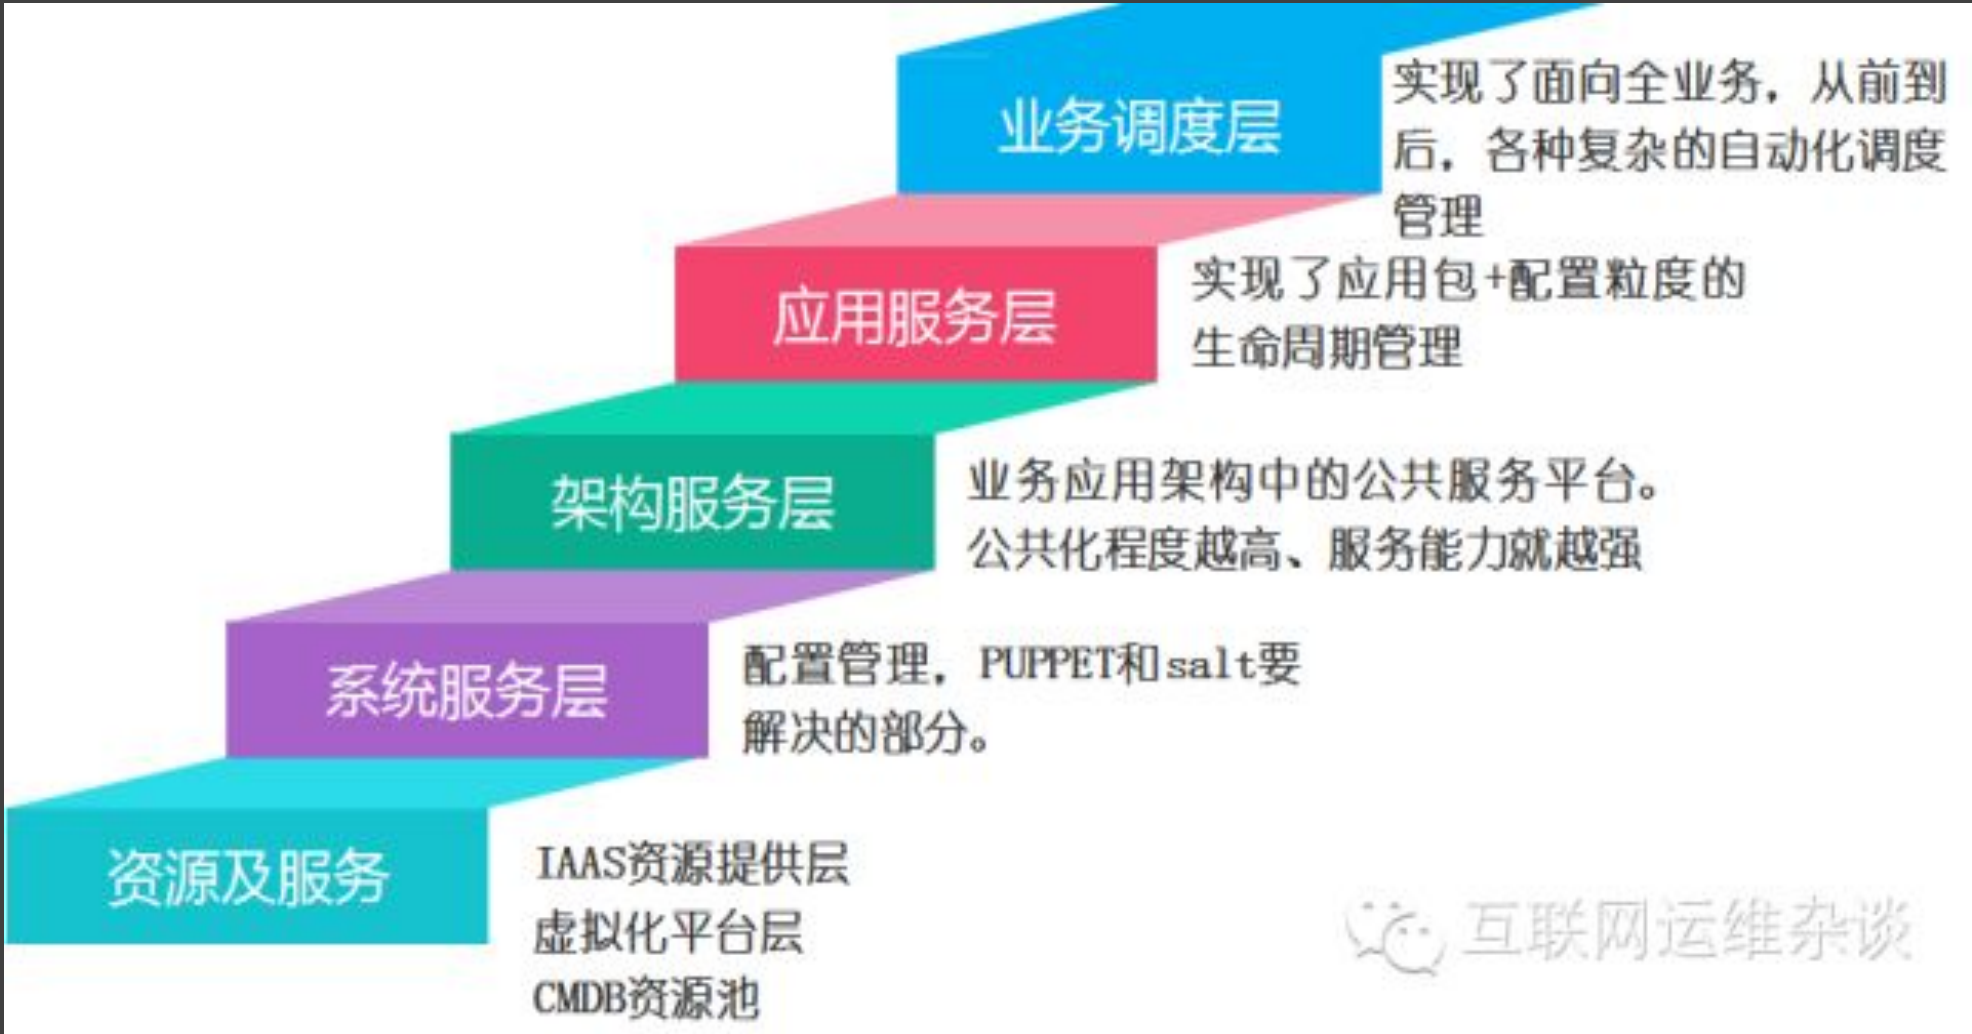 业务调度层
实现了面向全业务，从前到
后，各种复杂的自动化调度
管理
应用服务层
实现了应用包+配置粒度的
生命周期管理
架构服务层
业务应用架构中的公共服务平台。
公共化程度越高、服务能力就越强
系统服务层
配置管理，PUPPET和salt要
解决的部分。
资源及服务
IAAS资源提供层
虚拟化平台层
CMDB资源池
互联网运维杂谈